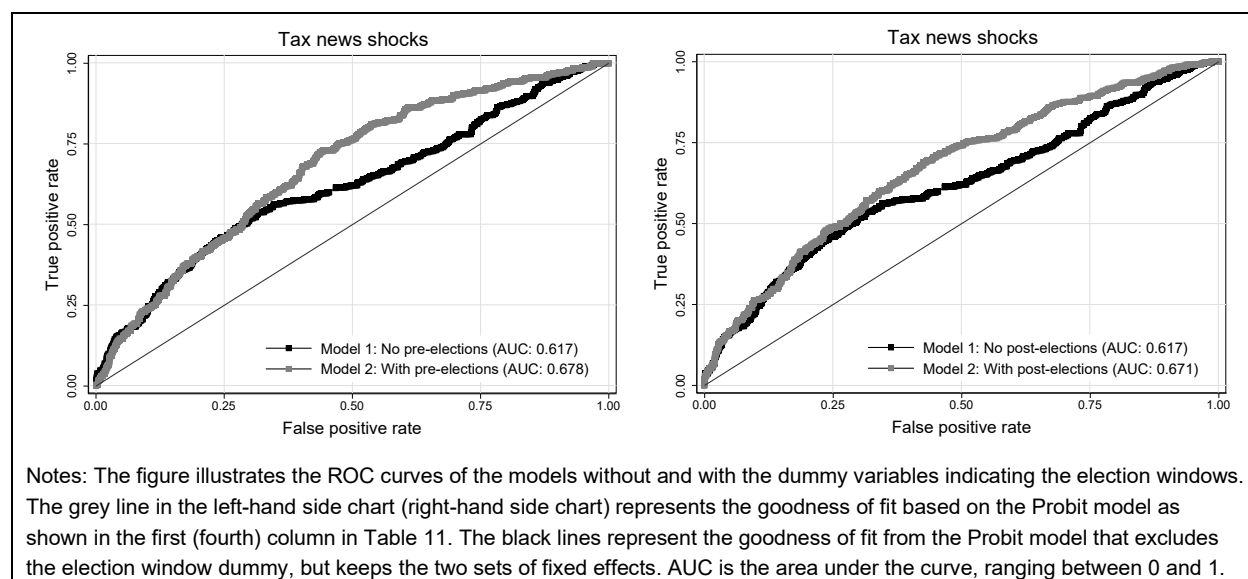 Tax news shocks
True positive rate
1.00
0.75
0.50
0.25
0.00
Model 1: No pre-elections (AUC: 0.617)
Model 2: With pre-elections (AUC: 0.678)
0.00 0.25 0.50 0.75 1.00
False positive rate
Tax news shocks
True positive rate
1.00
0.75
0.50
0.25
0.00
Model 1: No post-elections (AUC: 0.617)
Model 2: With post-elections (AUC: 0.671)
0.00 0.25 0.50 0.75 1.00
False positive rate
Notes: The figure illustrates the ROC curves of the models without and with the dummy variables indicating the election windows.
The grey line in the left-hand side chart (right-hand side chart) represents the goodness of fit based on the Probit model as
shown in the first (fourth) column in Table 11. The black lines represent the goodness of fit from the Probit model that excludes
the election window dummy, but keeps the two sets of fixed effects. AUC is the area under the curve, ranging between 0 and 1.